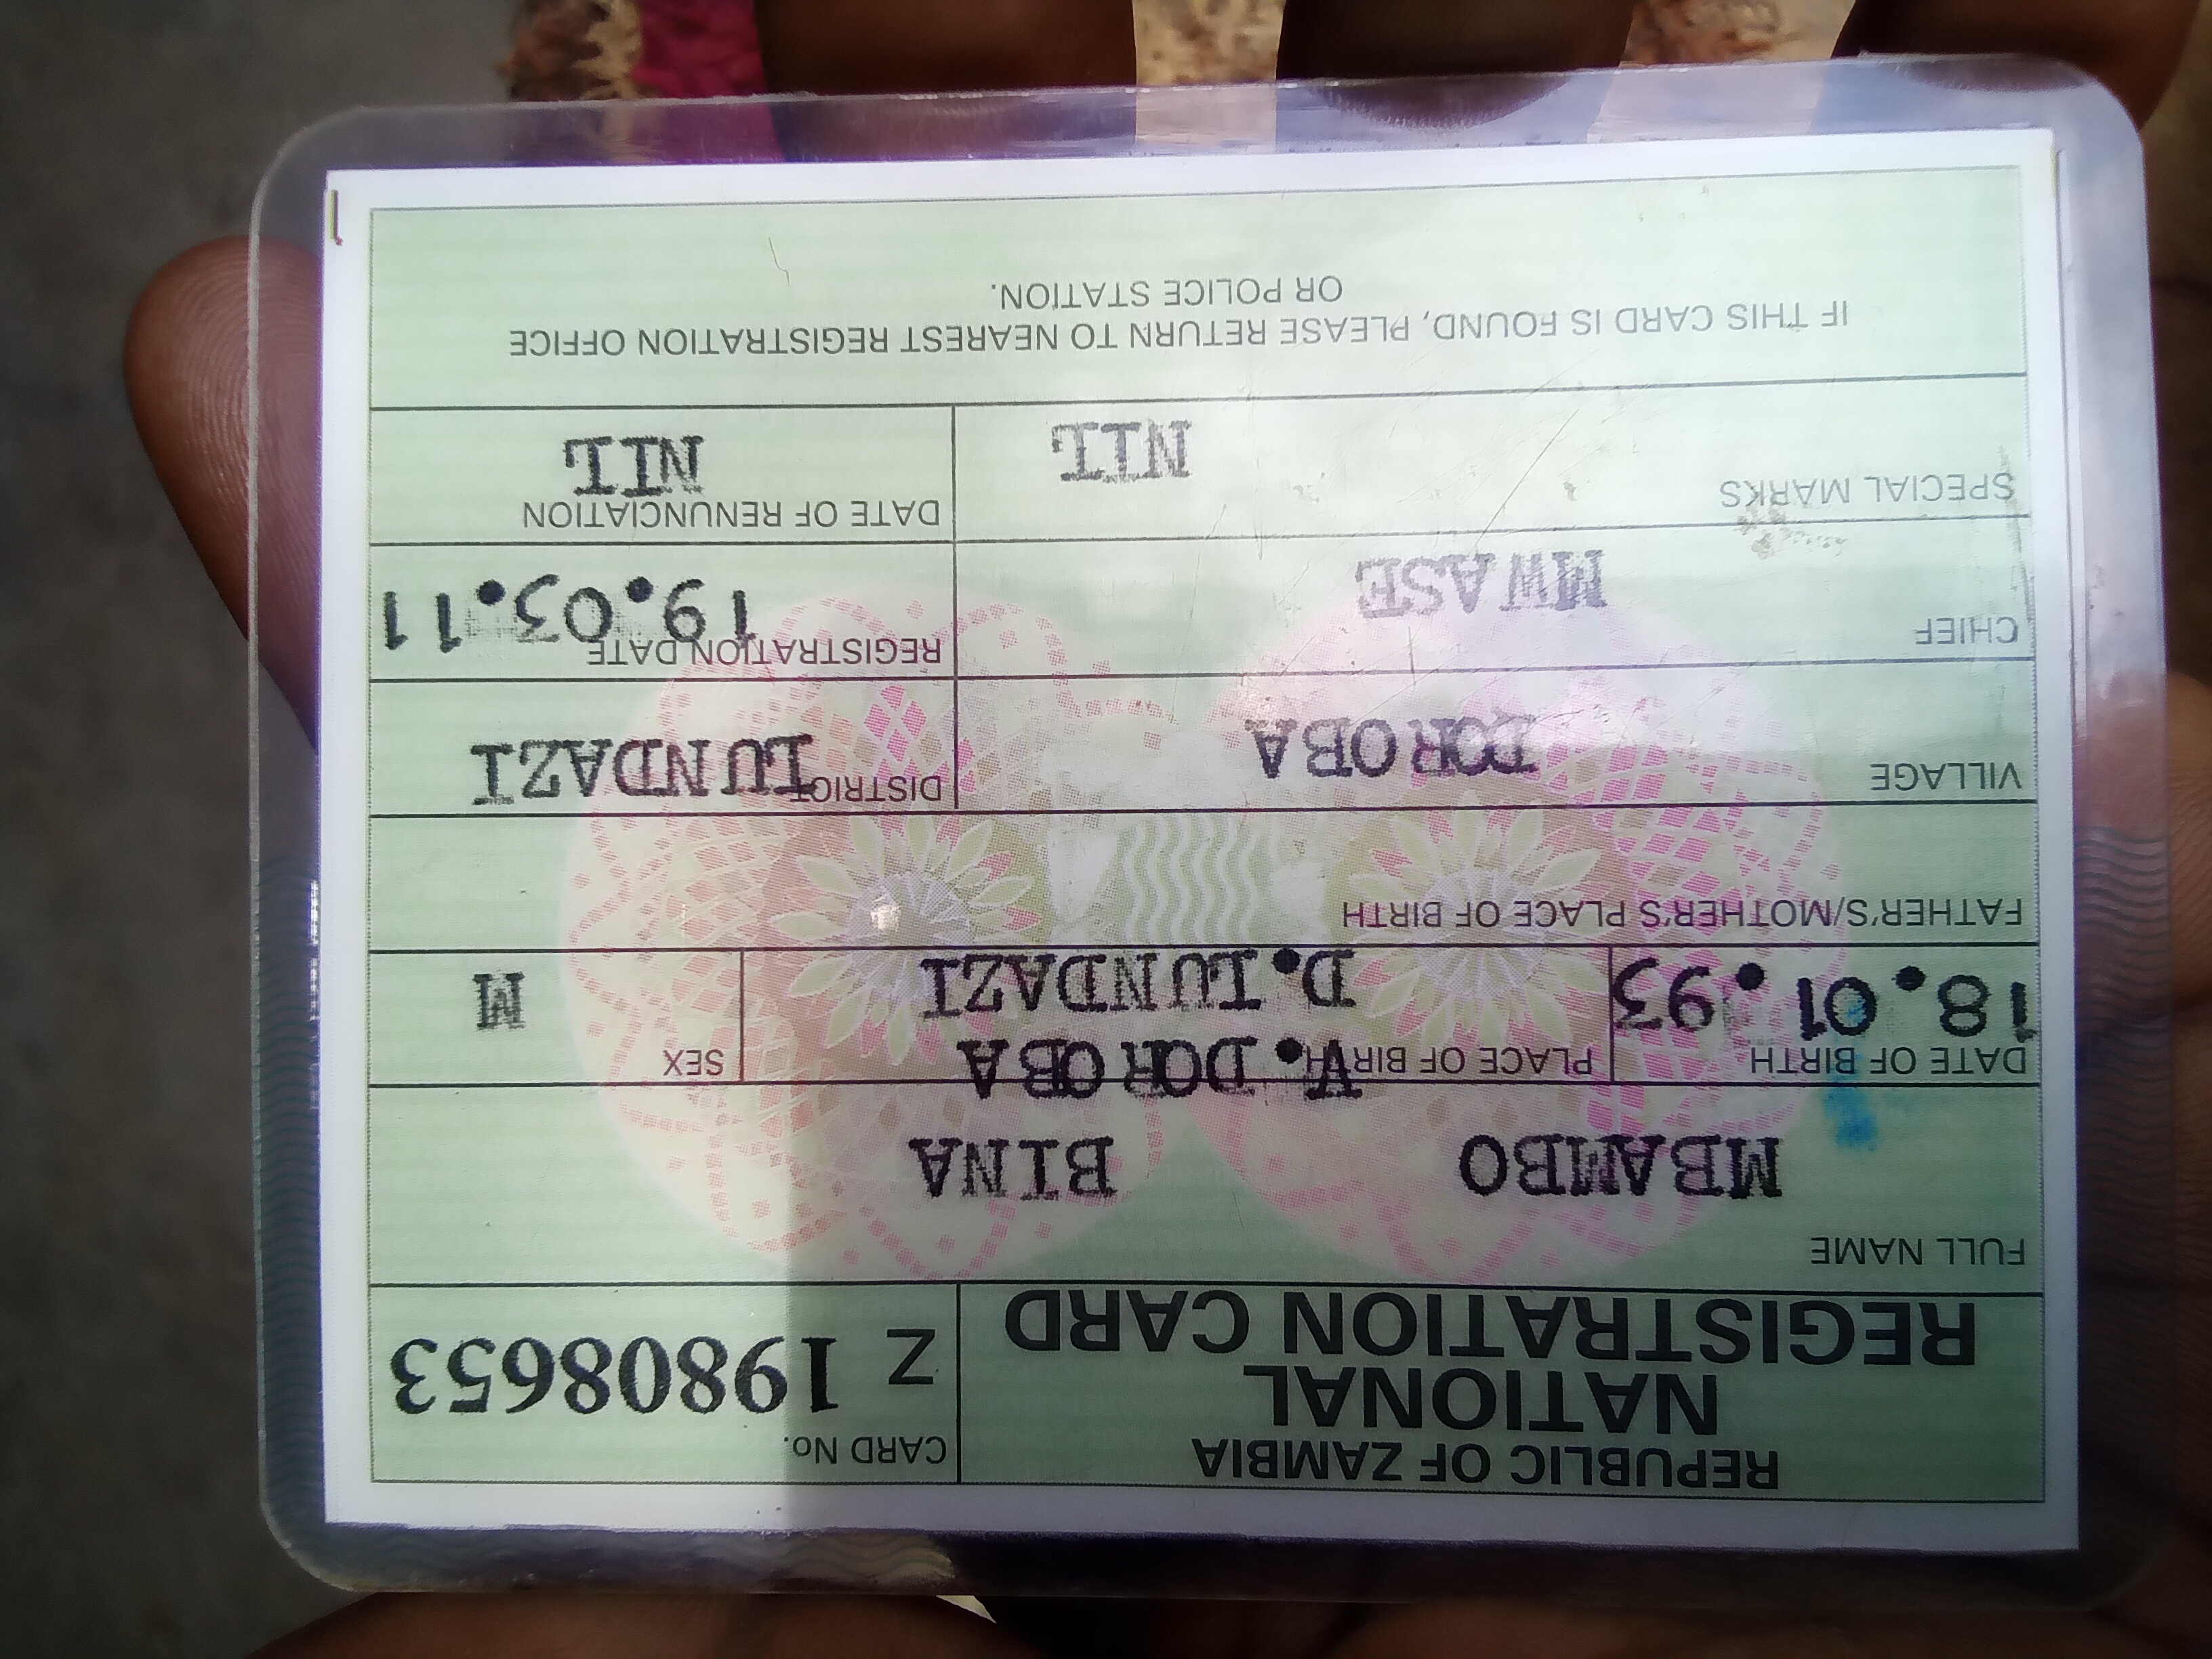 REPUBLIC OF ZAMBIA
NATIONAL
REGISTRATION CARD
CARD No.
Z 19808653
FULL NAME
MBAMBO BINA
DATE OF BIRTH
18.01.93
PLACE OF BIRTH
V.DOROBA
D.LUNDAZI
SEX
M
FATHER'S/MOTHER'S PLACE OF BIRTH
VILLAGE
DOROBA
DISTRICT
LUNDAZI
CHIEF
MWASE
REGISTRATION DATE
19.03.11
SPECIAL MARKS
NIL
DATE OF RENUNCIATION
NIL
IF THIS CARD IS FOUND, PLEASE RETURN TO NEAREST REGISTRATION OFFICE
OR POLICE STATION.